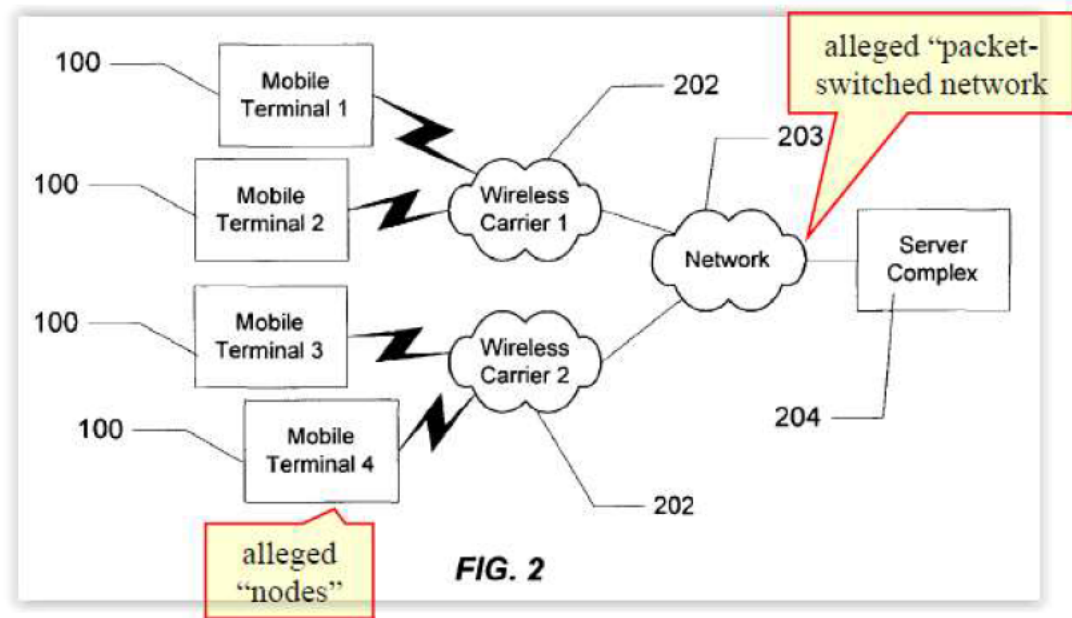 100
Mobile
Terminal 1
202
alleged “packet-
switched network
203
100
Mobile
Terminal 2
Wireless
Carrier 1
Network
Server
Complex
100
Mobile
Terminal 3
Wireless
Carrier 2
204
100
Mobile
Terminal 4
202
alleged
“nodes”
FIG. 2